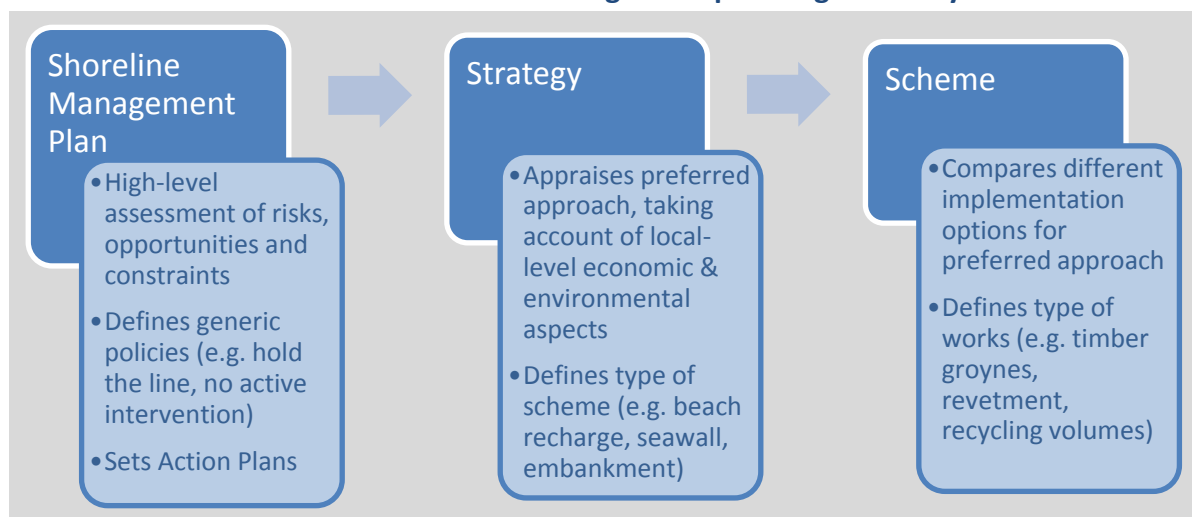 Shoreline
Management
Plan
•High-level
assessment of risks,
opportunities and
constraints
•Defines generic
policies (e.g. hold
the line, no active
intervention)
•Sets Action Plans
Strategy
•Appraises preferred
approach, taking
account of local-
level economic &
environmental
aspects
•Defines type of
scheme (e.g. beach
recharge, seawall,
embankment)
Scheme
•Compares different
implementation
options for
preferred approach
•Defines type of
works (e.g. timber
groynes,
revetment,
recycling volumes)